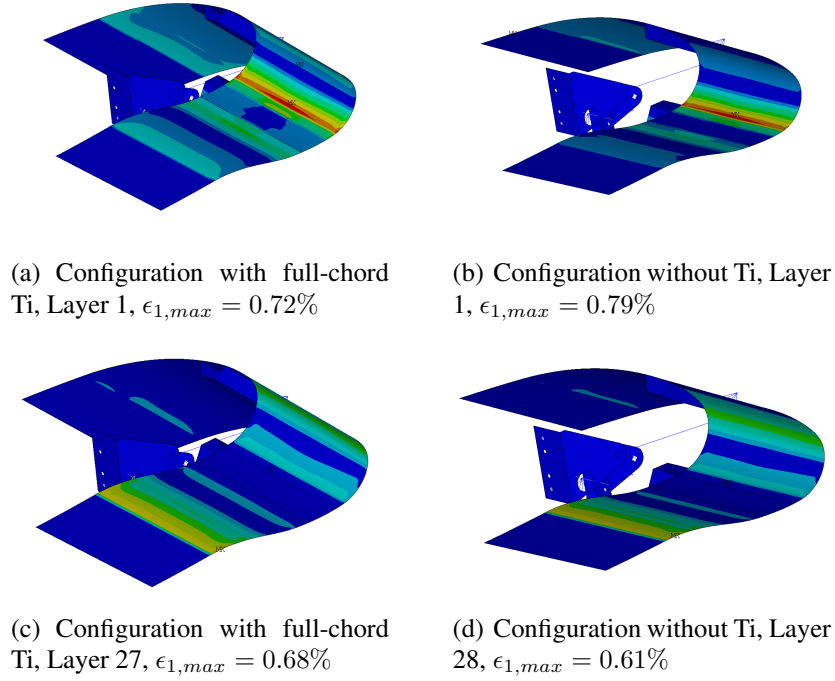 (a) Configuration with full-chord
Ti, Layer 1, ϵ1,max = 0.72%
(b) Configuration without Ti, Layer
1, ϵ1,max = 0.79%
(c) Configuration with full-chord
Ti, Layer 27, ϵ1,max = 0.68%
(d) Configuration without Ti, Layer
28, ϵ1,max = 0.61%